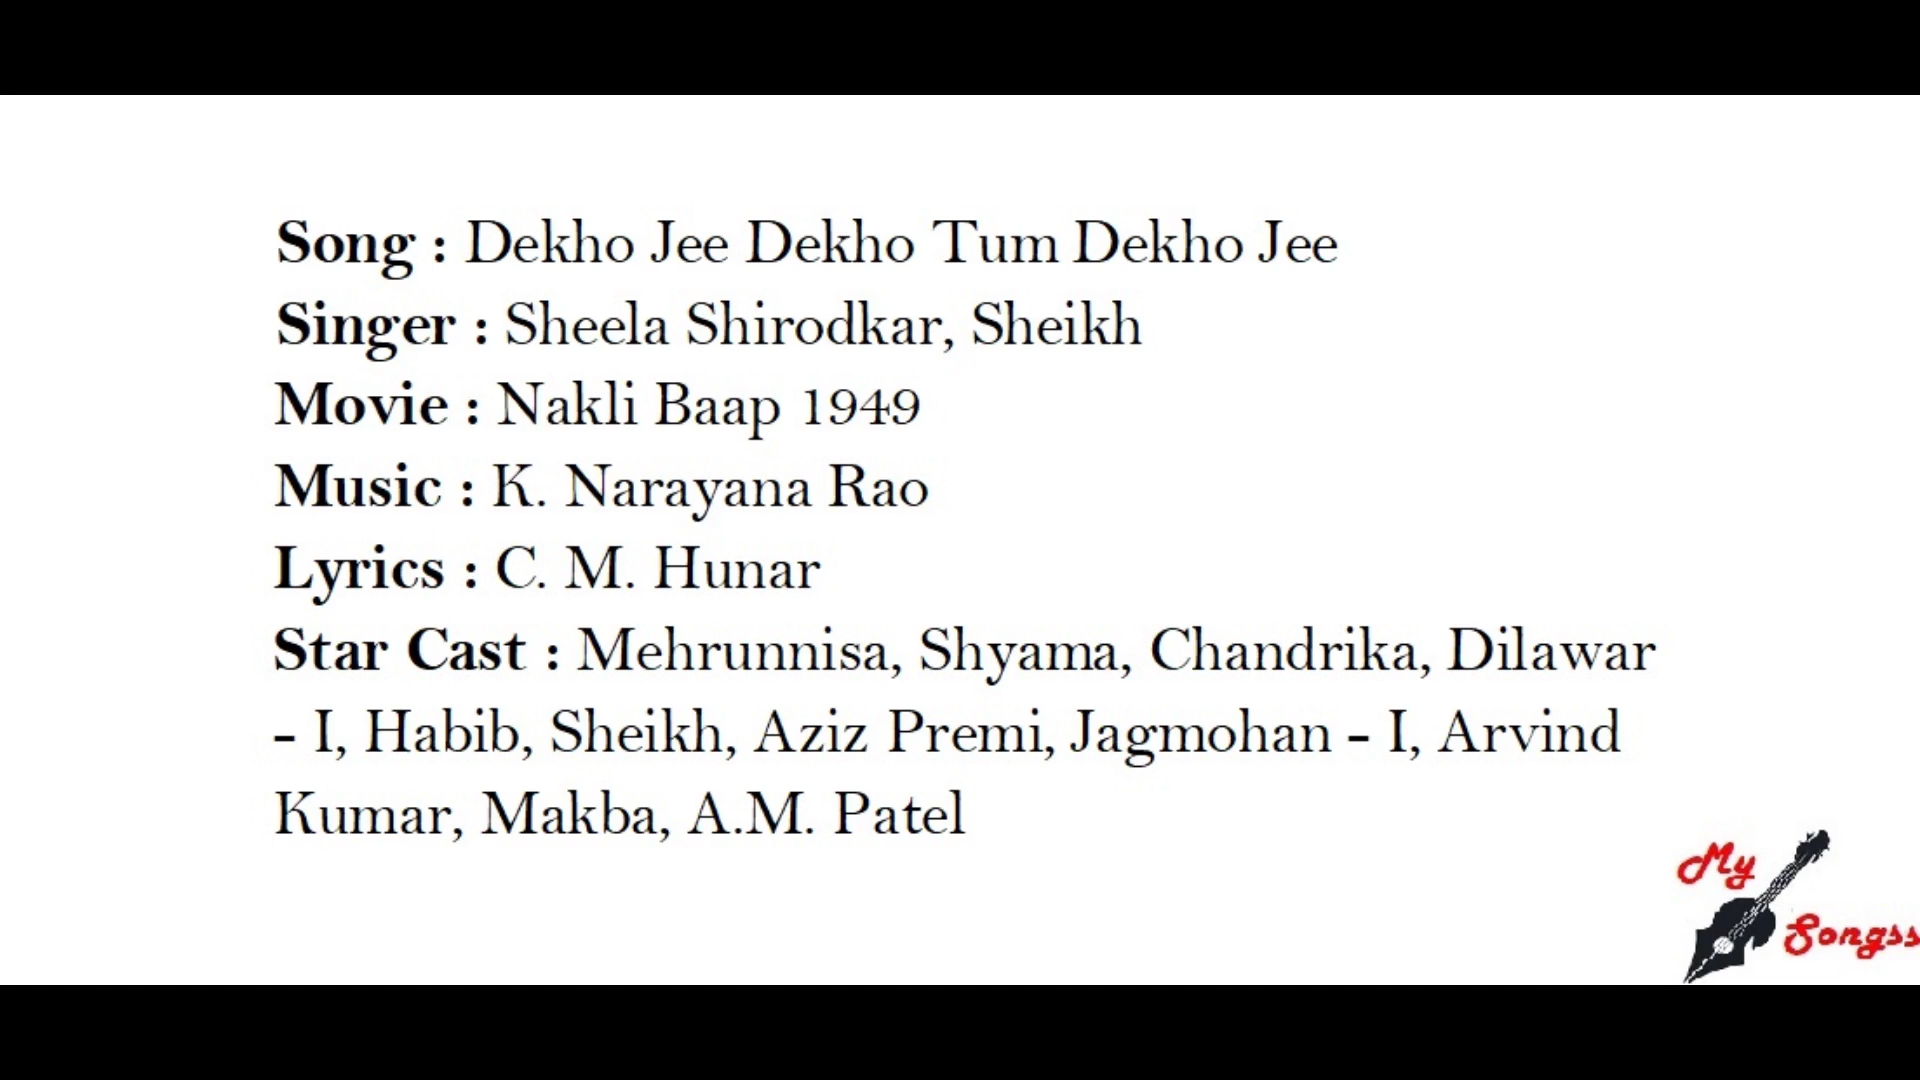 Song : Dekho Jee Dekho Tum Dekho Jee
Singer : Sheela Shirodkar, Sheikh
Movie : Nakli Baap 1949
Music : K. Narayana Rao
Lyrics : C. M. Hunar
Star Cast : Mehrunnisa, Shyama, Chandrika, Dilawar
- I, Habib, Sheikh, Aziz Premi, Jagmohan - I, Arvind
Kumar, Makba, A.M. Patel
My
Songss